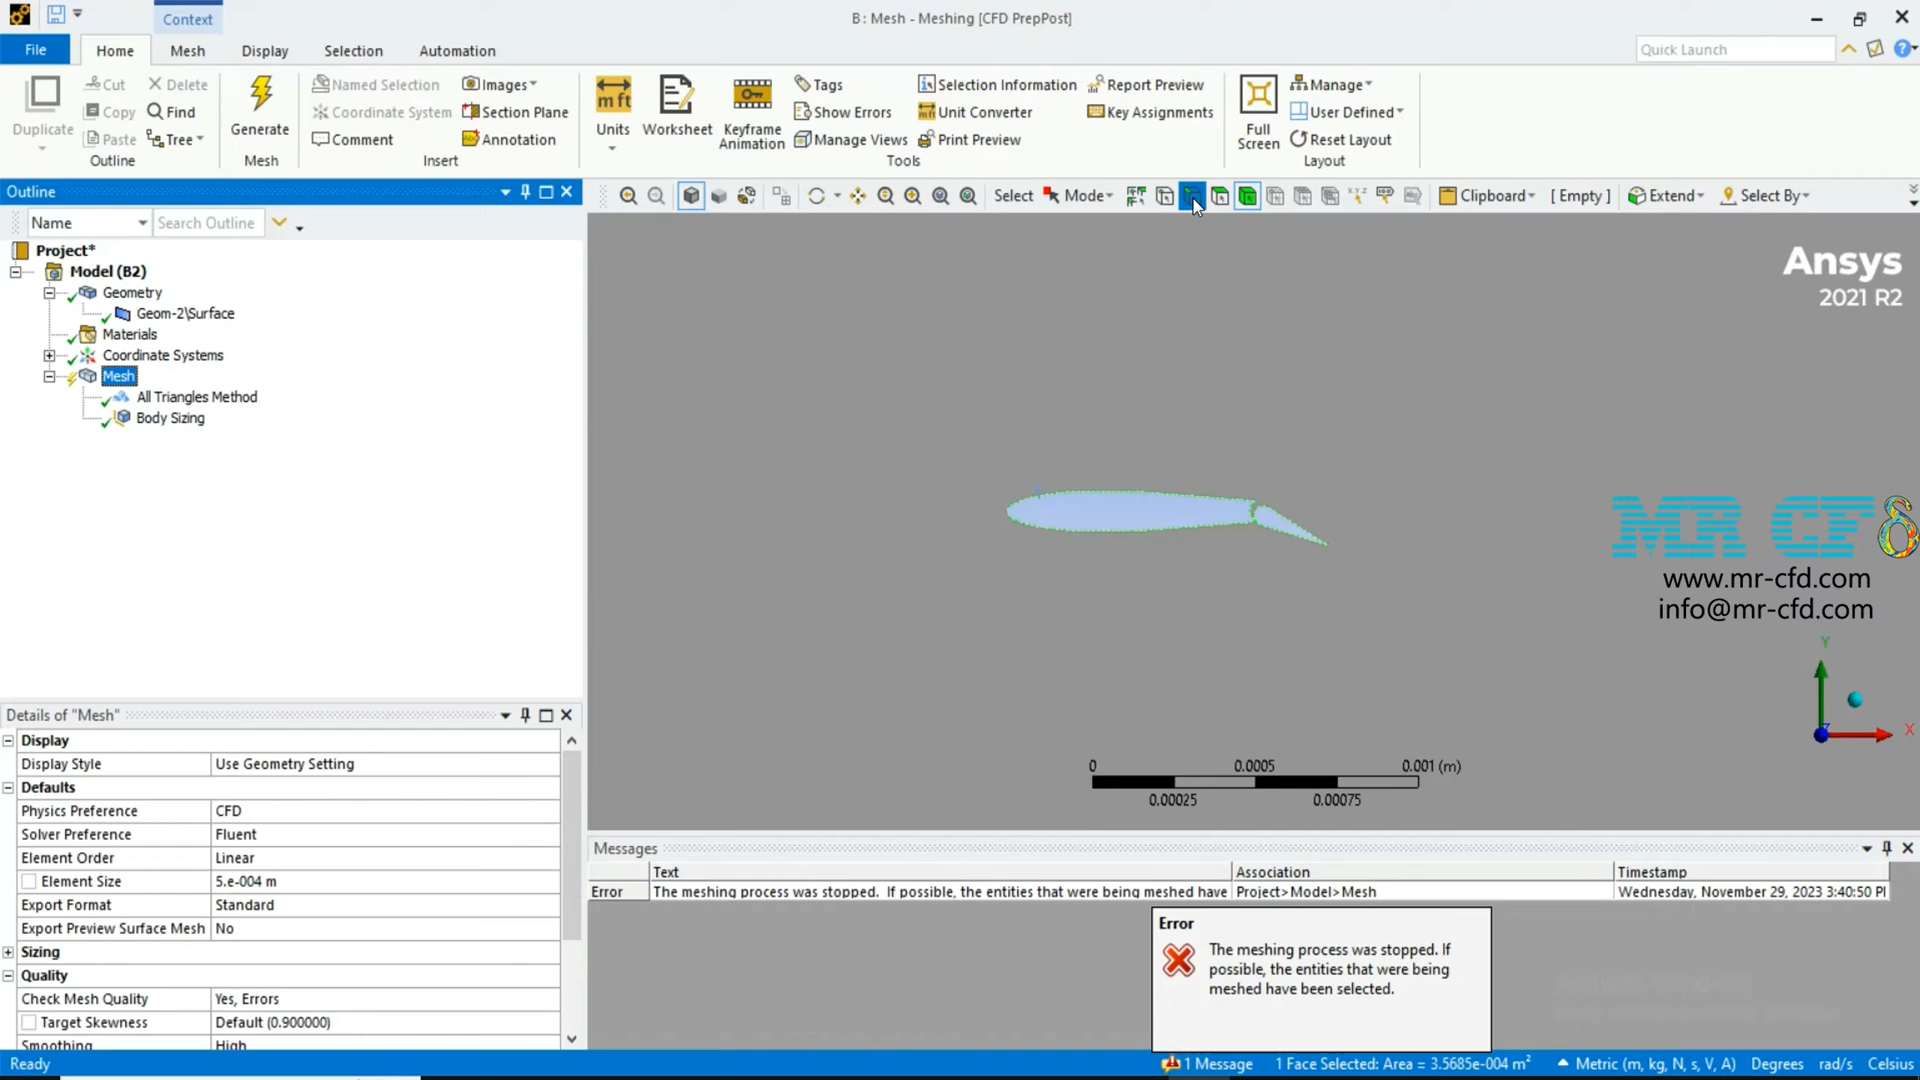 Context
B : Mesh - Meshing [CFD PrepPost]
File
Home
Mesh
Display
Selection
Automation
Quick Launch
Duplicate
Cut
Copy
Paste
Delete
Find
Tree
Outline
Generate
Mesh
Named Selection
Coordinate System
Comment
Images
Section Plane
Annotation
Insert
mft
Units
Worksheet
Keyframe
Animation
Tags
Show Errors
Manage Views
Selection Information
Unit Converter
Print Preview
Report Preview
Key Assignments
Tools
Full
Screen
Manage
User Defined
Reset Layout
Layout
Outline
Name
Search Outline
Select
Mode
Clipboard
[ Empty ]
Extend
Select By
Project*
Model (B2)
Geometry
Geom-2\Surface
Materials
Coordinate Systems
Mesh
All Triangles Method
Body Sizing
Ansys
2021 R2
MR CFD
www.mr-cfd.com
info@mr-cfd.com
Y
X
Z
0 0.0005 0.001 (m)
0.00025 0.00075
Details of "Mesh"
Display
Display Style Use Geometry Setting
Defaults
Physics Preference CFD
Solver Preference Fluent
Element Order Linear
Element Size 5.e-004 m
Export Format Standard
Export Preview Surface Mesh No
Sizing
Quality
Check Mesh Quality Yes, Errors
Target Skewness Default (0.900000)
Smoothing High
Messages
Text Association Timestamp
Error The meshing process was stopped. If possible, the entities that were being meshed have Project>Model>Mesh Wednesday, November 29, 2023 3:40:50 PI
Error
The meshing process was stopped. If
possible, the entities that were being
meshed have been selected.
Ready
1 Message
1 Face Selected: Area = 3.5685e-004 m²
Metric (m, kg, N, s, V, A)
Degrees
rad/s
Celsius